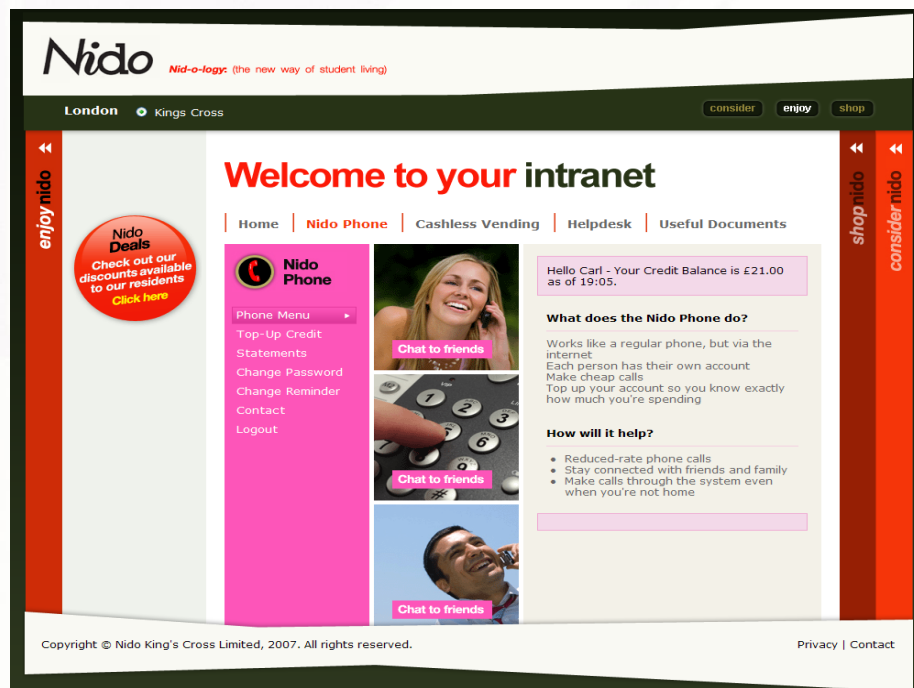 Nido
Nid-o-logy: (the new way of student living)
London
Kings Cross
consider
enjoy
shop
enjoynido
Nido
Deals
Check out our
discounts available
to our residents
Click here
Welcome to your intranet
Home
Nido Phone
Cashless Vending
Helpdesk
Useful Documents
Nido
Phone
Phone Menu
Top-Up Credit
Statements
Change Password
Change Reminder
Contact
Logout
Chat to friends
1
2
3
5
6
9
Chat to friends
Chat to friends
Hello Carl - Your Credit Balance is £21.00
as of 19:05.
What does the Nido Phone do?
Works like a regular phone, but via the
internet
Each person has their own account
Make cheap calls
Top up your account so you know exactly
how much you're spending
How will it help?
Reduced-rate phone calls
Stay connected with friends and family
Make calls through the system even
when you're not home
shopnido
considernido
Copyright © Nido King's Cross Limited, 2007. All rights reserved.
Privacy | Contact